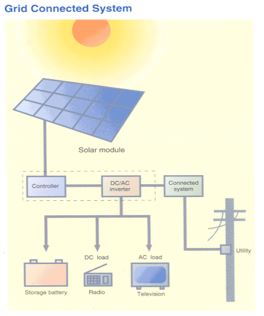 Grid Connected System
Solar module
Controller
DC/AC
inverter
Connected
system
Utility
DC load
AC load
Storage battery
Radio
Television